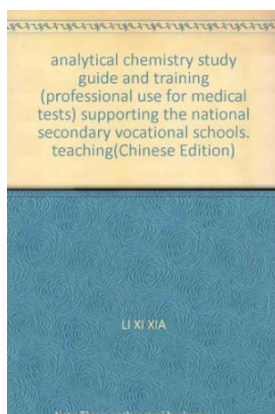 analytical chemistry study
guide and training
(professional use for medical
tests) supporting the national
secondary vocational schools.
teaching(Chinese Edition)
LI XI XIA